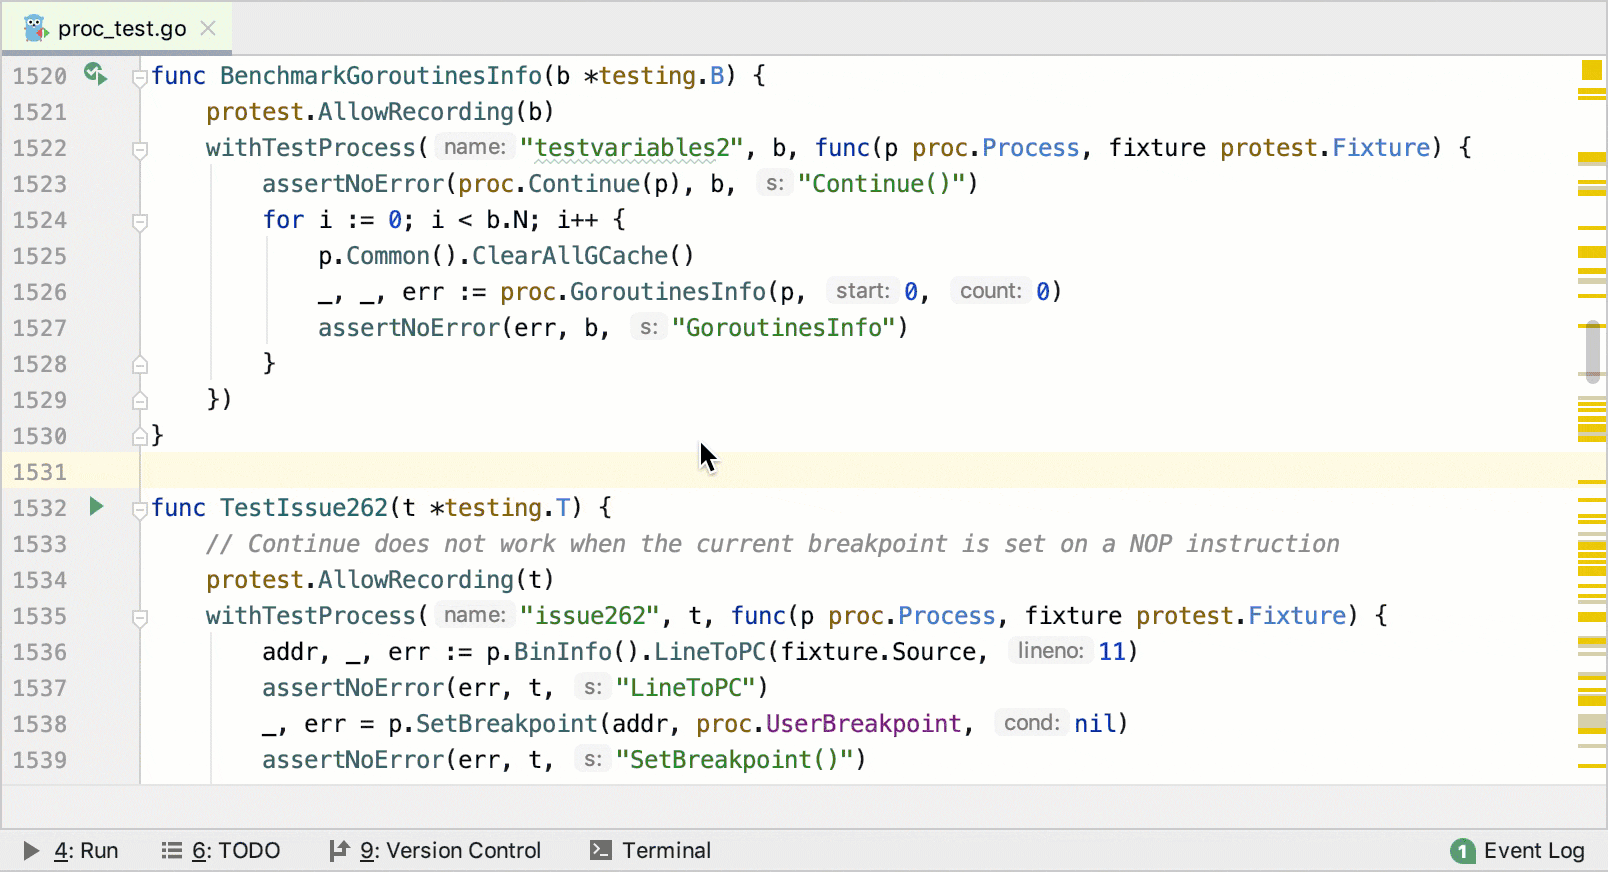 proc_test.go
1520 func BenchmarkGoroutinesInfo(b *testing.B) {
1521 protest.AllowRecording(b)
1522 withTestProcess( name: "testvariables2", b, func(p proc.Process, fixture protest.Fixture) {
1523 assertNoError(proc.Continue(p), b, s: "Continue()")
1524 for i := 0; i < b.N; i++ {
1525 p.Common().ClearAllGCache()
1526 _, _, err := proc.GoroutinesInfo(p, start: 0, count: 0)
1527 assertNoError(err, b, s: "GoroutinesInfo")
1528 }
1529 })
1530 }
1531
1532 func TestIssue262(t *testing.T) {
1533 // Continue does not work when the current breakpoint is set on a NOP instruction
1534 protest.AllowRecording(t)
1535 withTestProcess( name: "issue262", t, func(p proc.Process, fixture protest.Fixture) {
1536 addr, _, err := p.BinInfo().LineToPC(fixture.Source, lineno: 11)
1537 assertNoError(err, t, s: "LineToPC")
1538 _, err = p.SetBreakpoint(addr, proc.UserBreakpoint, cond: nil)
1539 assertNoError(err, t, s: "SetBreakpoint()")
4: Run 6: TODO 9: Version Control Terminal 1 Event Log